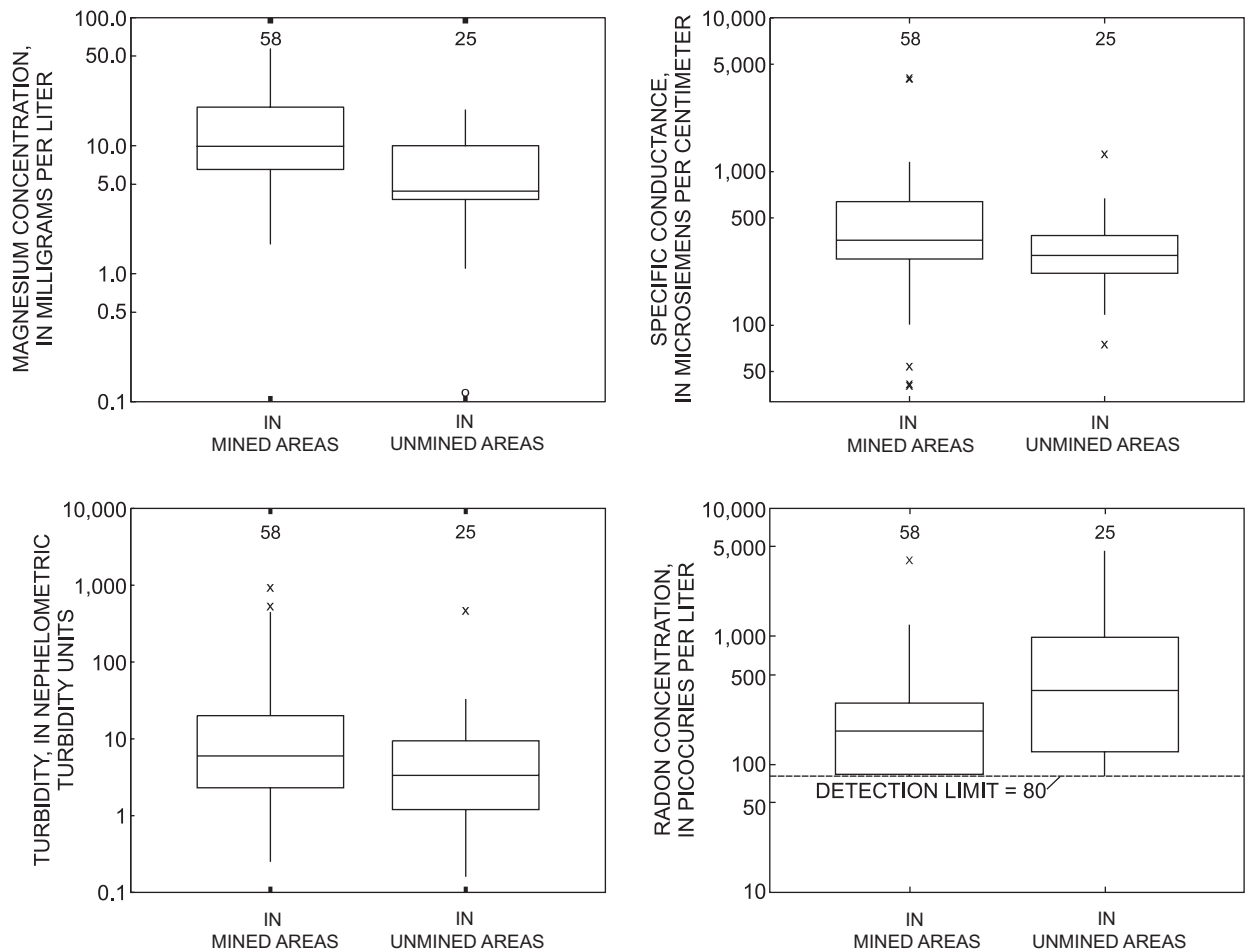 MAGNESIUM CONCENTRATION,
IN MILLIGRAMS PER LITER
100.0
50.0
10.0
5.0
1.0
0.5
0.1
58
25
x
o
IN
MINED AREAS
IN
UNMINED AREAS
SPECIFIC CONDUCTANCE,
IN MICROSIEMENS PER CENTIMETER
10,000
5,000
1,000
500
100
50
58
25
IN
MINED AREAS
IN
UNMINED AREAS
TURBIDITY, IN NEPHELOMETRIC
TURBIDITY UNITS
10,000
1,000
100
10
1
0.1
58
25
IN
MINED AREAS
IN
UNMINED AREAS
RADON CONCENTRATION,
IN PICOCURIES PER LITER
10,000
5,000
1,000
500
100
50
10
58
25
DETECTION LIMIT = 80
IN
MINED AREAS
IN
UNMINED AREAS